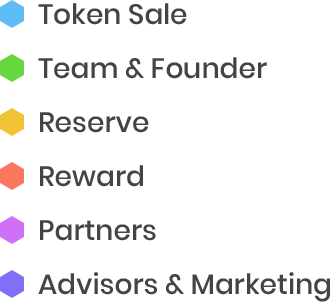 Token Sale
Team & Founder
Reserve
Reward
Partners
Advisors & Marketing